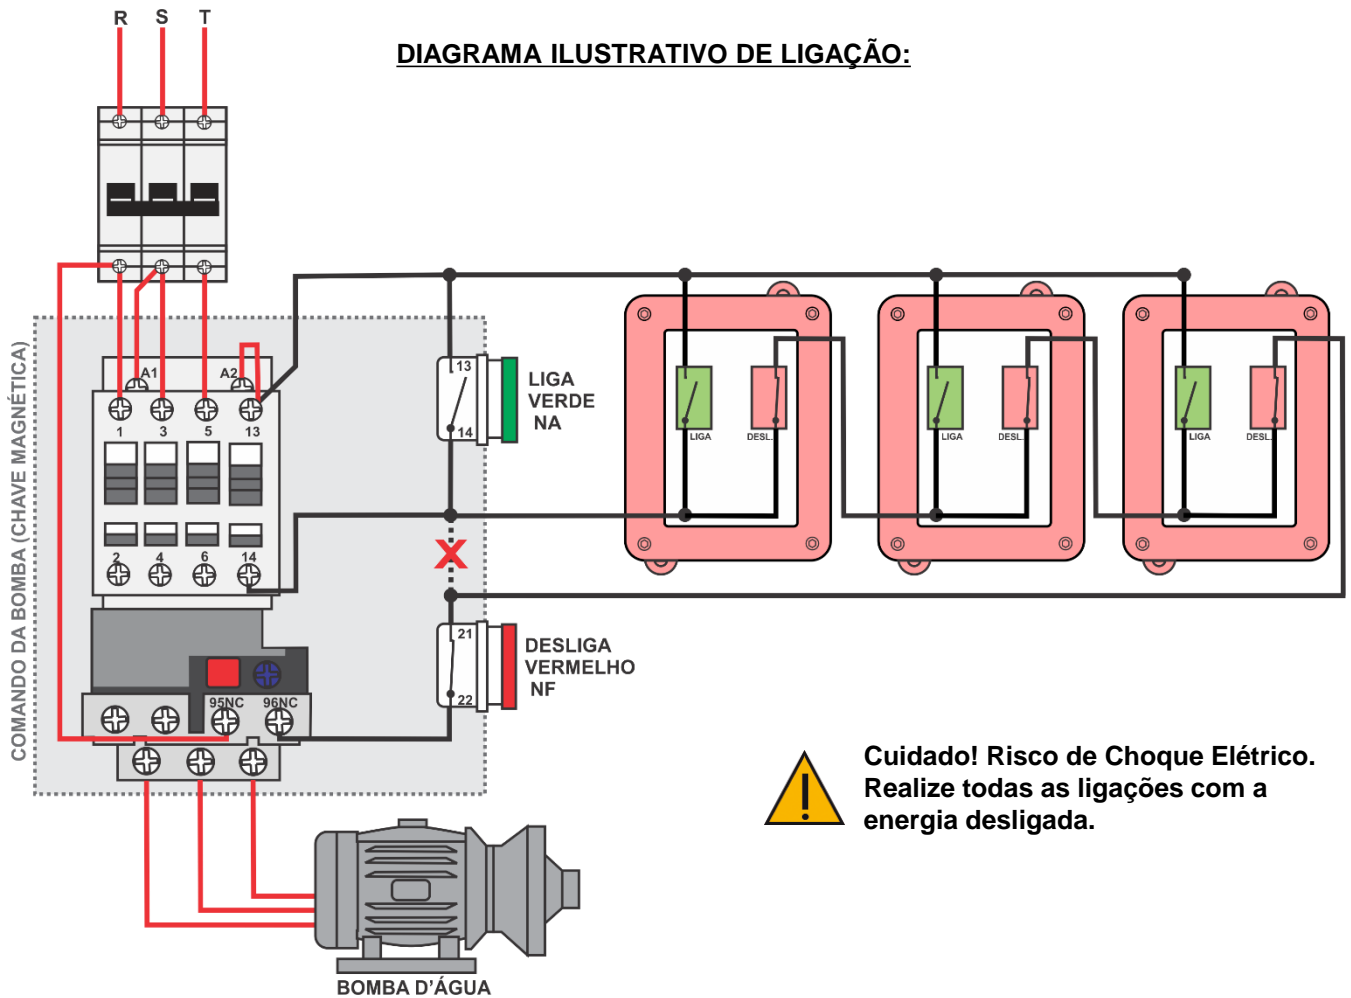 R S T
DIAGRAMA ILUSTRATIVO DE LIGAÇÃO:
COMANDO DA BOMBA (CHAVE MAGNÉTICA)
A1 A2
1 3 5 13
2 4 6 14
95NC 96NC
13
14
LIGA
VERDE
NA
X
21
22
DESLIGA
VERMELHO
NF
LIGA DESL.
LIGA DESL.
LIGA DESL.
Cuidado! Risco de Choque Elétrico.
Realize todas as ligações com a
energia desligada.
BOMBA D'ÁGUA